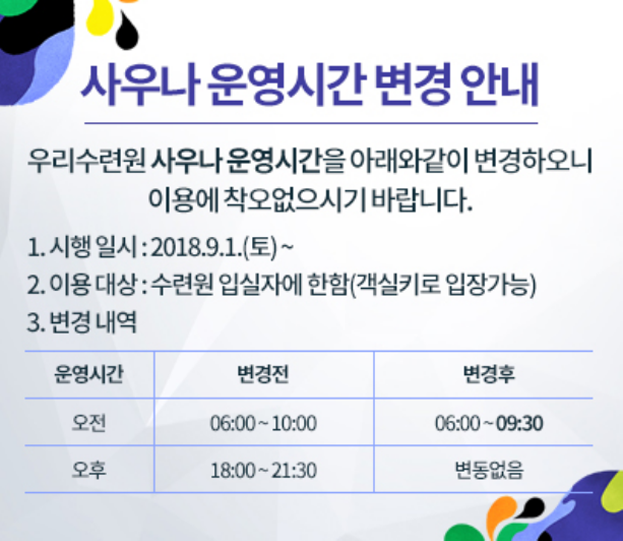 사우나 운영시간 변경 안내
우리수련원 사우나 운영시간을 아래와같이 변경하오니
이용에 착오없으시기 바랍니다.
1. 시행 일시 : 2018.9.1.(토) ~
2. 이용 대상 : 수련원 입실자에 한함(객실키로 입장가능)
3. 변경 내역
운영시간 변경전 변경후
오전 06:00 ~ 10:00 06:00 ~ 09:30
오후 18:00 ~ 21:30 변동없음